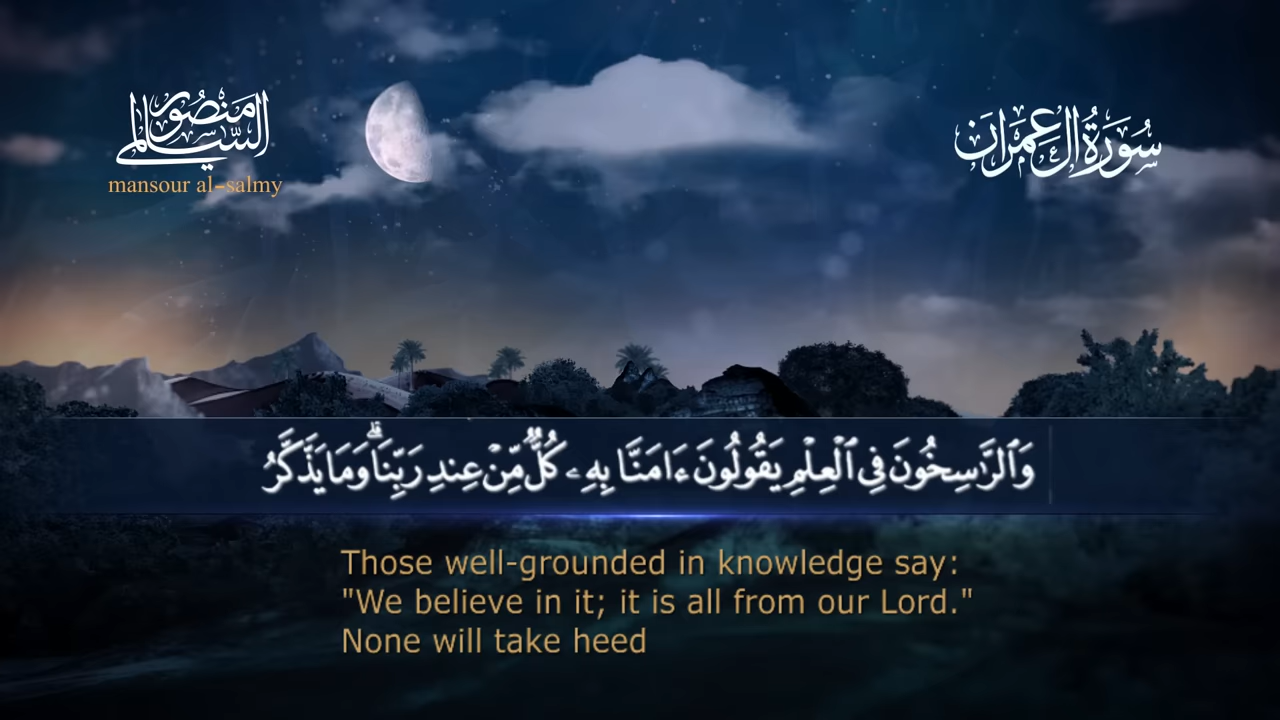 منصور
السالمي
mansour al-salmy
سُورَةُ آل عِمْرَان
وَٱلرَّٰسِخُونَ فِي ٱلْعِلْمِ يَقُولُونَ ءَامَنَّا بِهِۦ كُلٌّ مِّنْ عِندِ رَبِّنَا ۗ وَمَا يَذَّكَّرُ
Those well-grounded in knowledge say:
"We believe in it; it is all from our Lord."
None will take heed